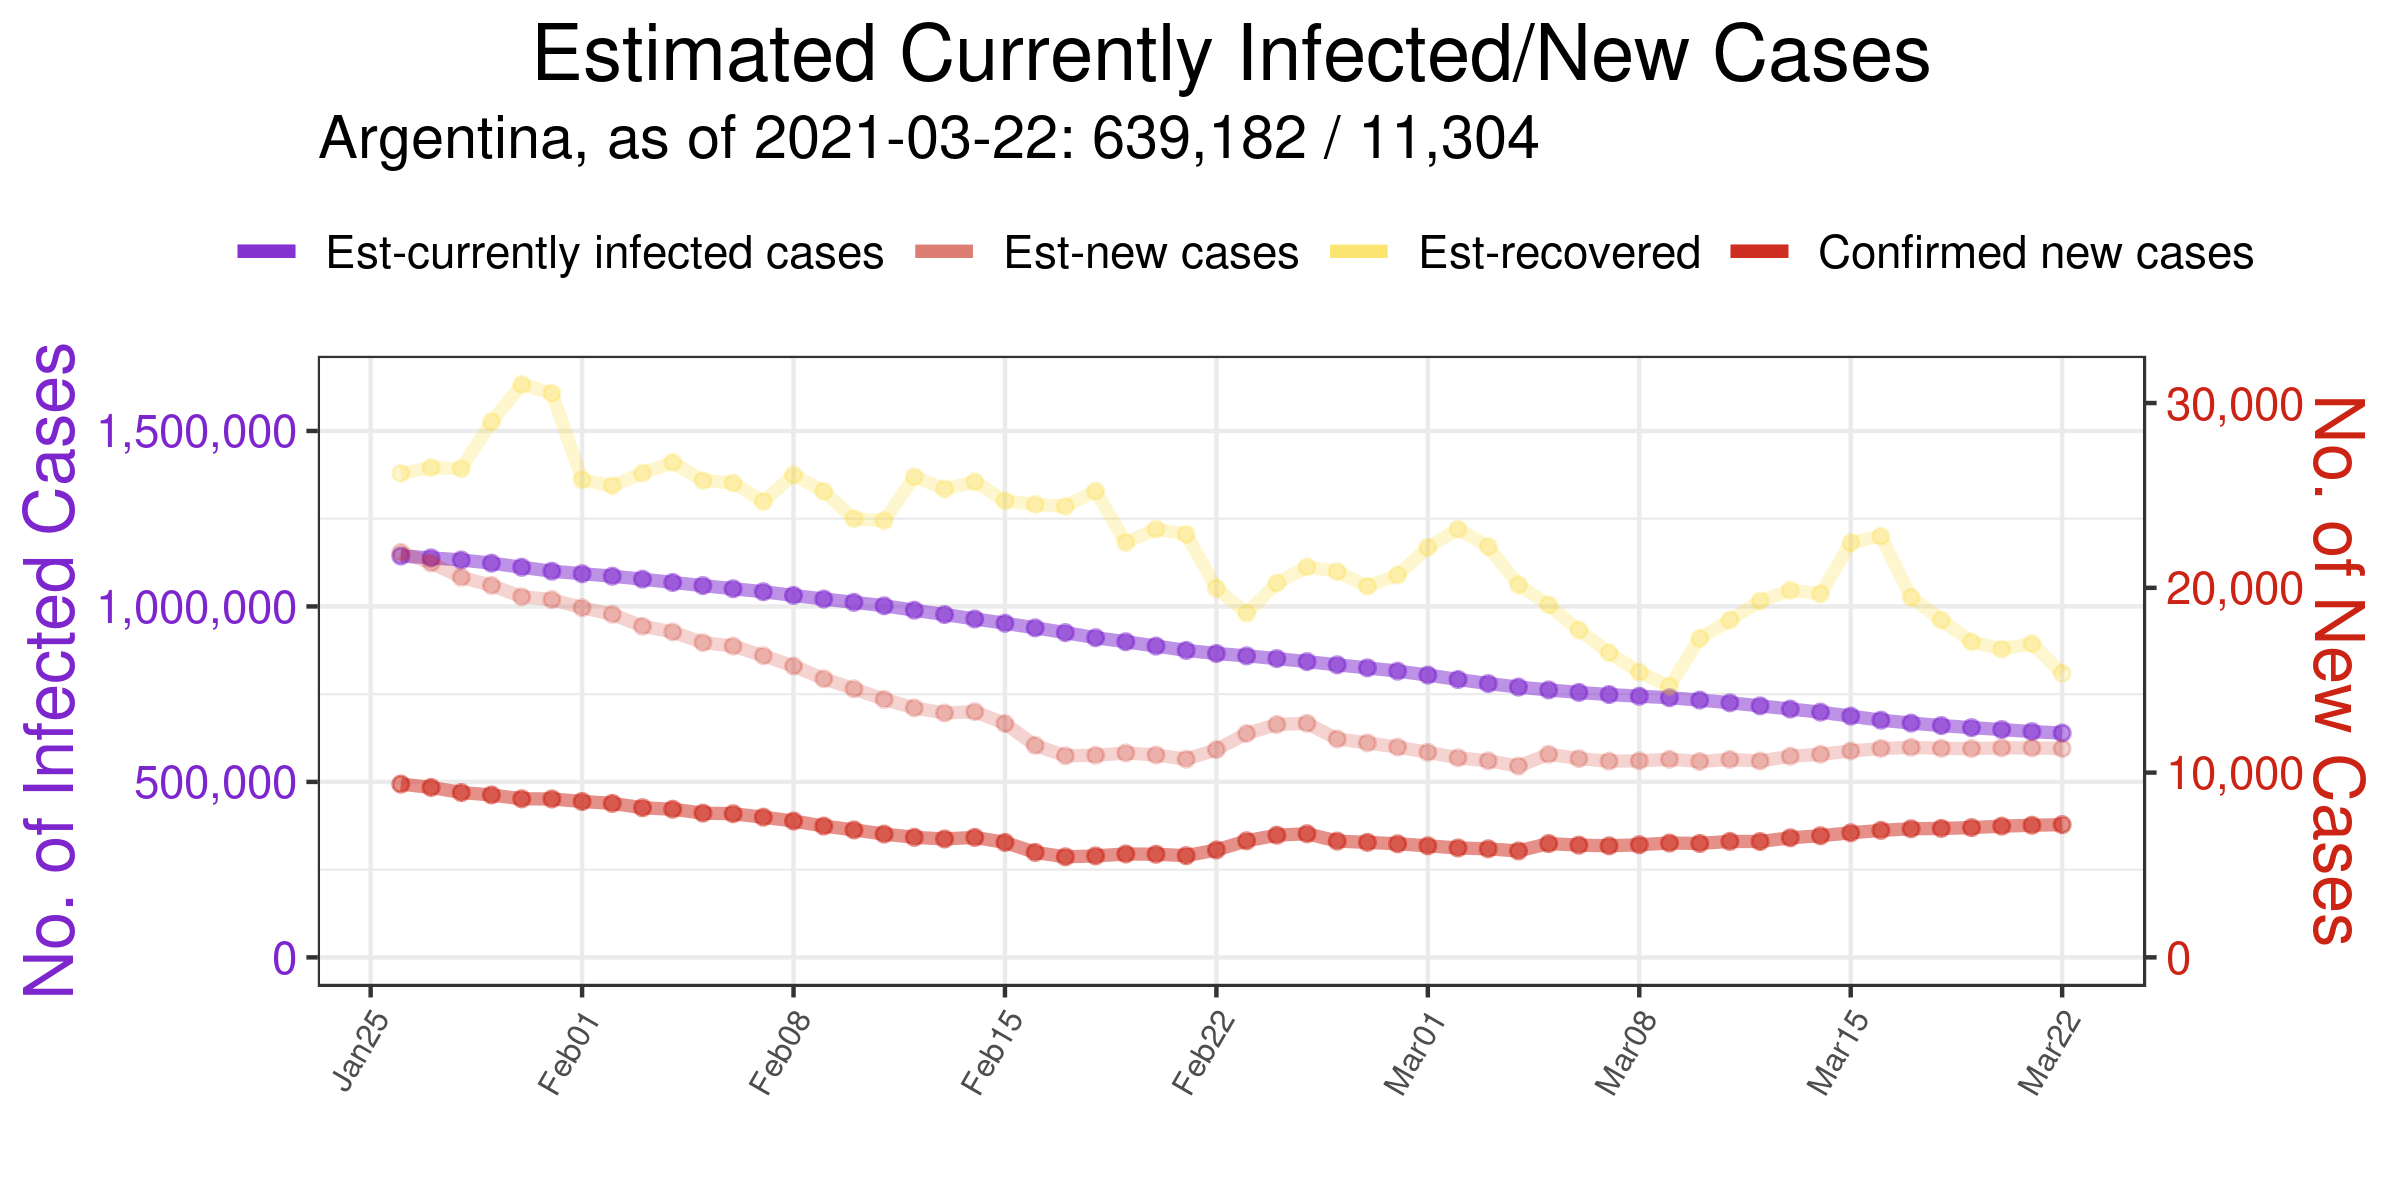 Estimated Currently Infected/New Cases
Argentina, as of 2021-03-22: 639,182 / 11,304
Est-currently infected cases Est-new cases Est-recovered Confirmed new cases
No. of Infected Cases
1,500,000
1,000,000
500,000
0
30,000
20,000
10,000
0
No. of New Cases
Jan25 Feb01 Feb08 Feb15 Feb22 Mar01 Mar08 Mar15 Mar22